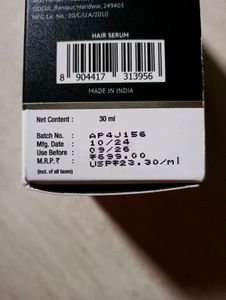 SIDCUL, Ranipur, Haridwar, 249403
MFG. Lic. No.: 20/C/UA/2010
HAIR SERUM
8 904417 313956
MADE IN INDIA
Net Content : 30 ml
Batch No. : AP4J156
Mfg. Date : 10/24
Use Before : 09/26
M.R.P.₹ : ₹699.00
(incl. of all taxes) USP₹23.30/ml